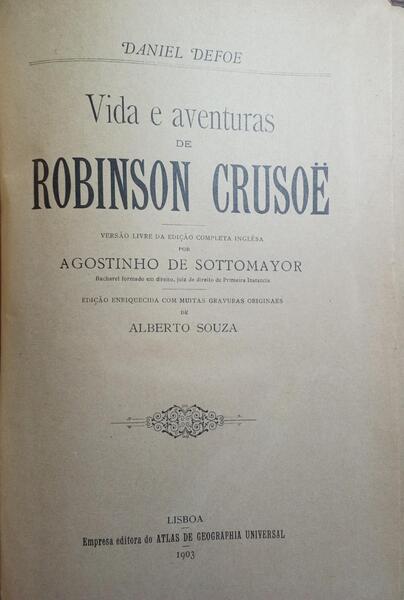 DANIEL DEFOE
Vida e aventuras
DE
ROBINSON CRUSOË
VERSÃO LIVRE DA EDIÇÃO COMPLETA INGLÊSA
POR
AGOSTINHO DE SOTTOMAYOR
Bacharel formado em direito, juiz de direito de Primeira Instancia
EDIÇÃO ENRIQUECIDA COM MUITAS GRAVURAS ORIGINAES
DE
ALBERTO SOUZA
LISBOA
Empresa editora do ATLAS DE GEOGRAPHIA UNIVERSAL
1903